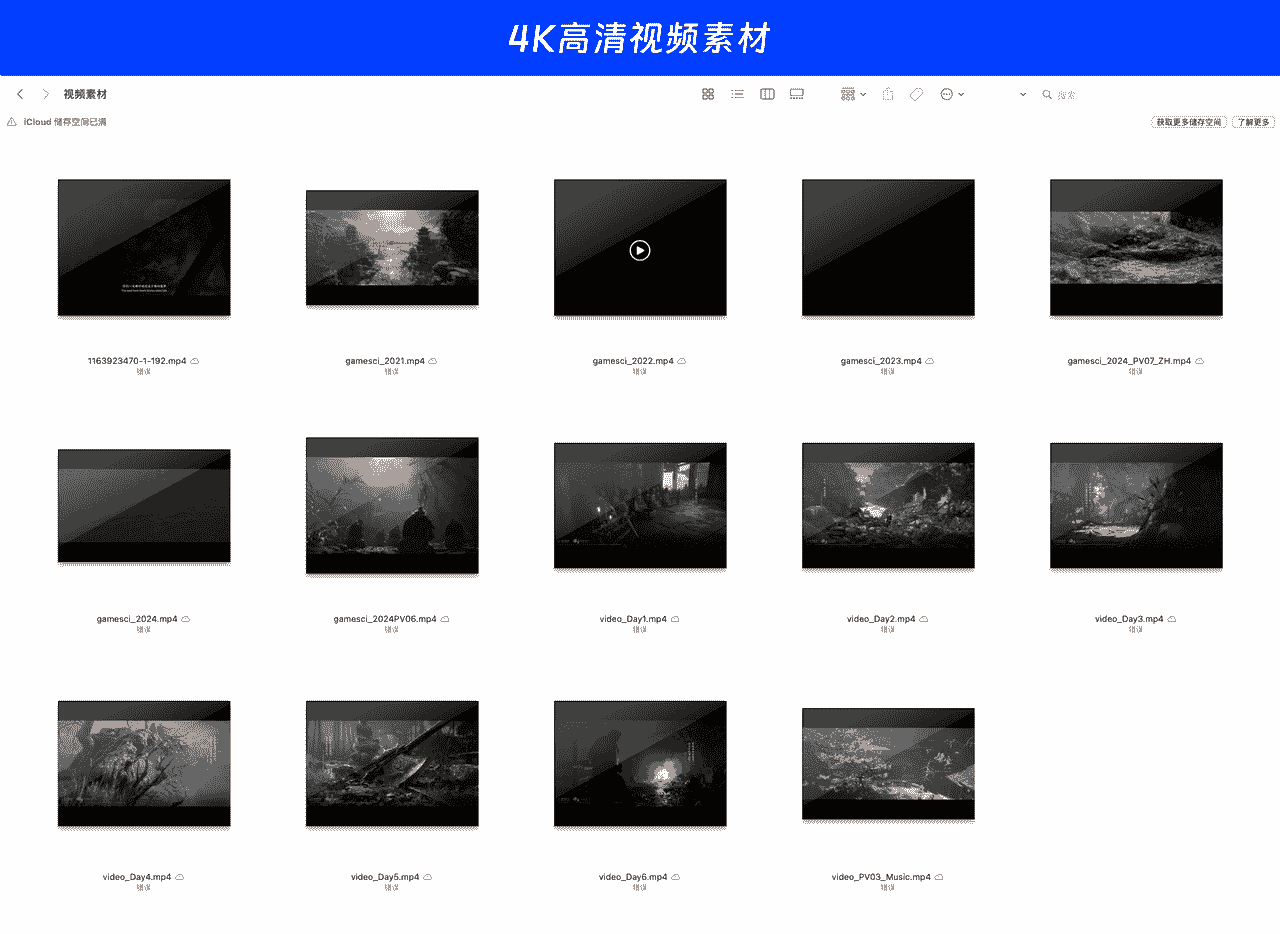 4K高清视频素材
视频素材
搜索
iCloud 储存空间已满
获取更多储存空间 了解更多
1163923470-1-192.mp4
错误
gamesci_2021.mp4
错误
gamesci_2022.mp4
错误
gamesci_2023.mp4
错误
gamesci_2024_PV07_ZH.mp4
错误
gamesci_2024.mp4
错误
gamesci_2024PV06.mp4
错误
video_Day1.mp4
错误
video_Day2.mp4
错误
video_Day3.mp4
错误
video_Day4.mp4
错误
video_Day5.mp4
错误
video_Day6.mp4
错误
video_PV03_Music.mp4
错误